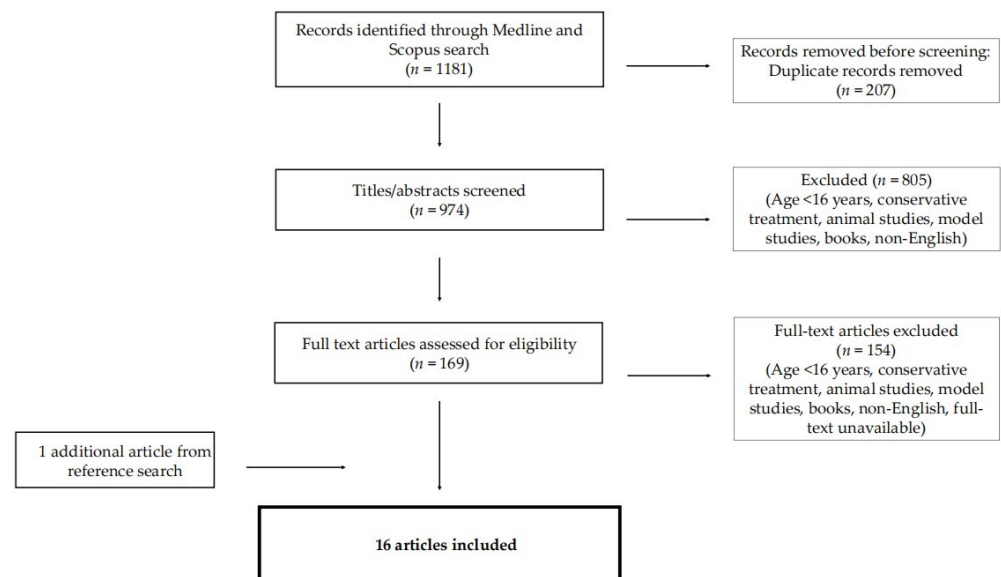 Records identified through Medline and
Scopus search
(n = 1181)
Records removed before screening:
Duplicate records removed
(n = 207)
Titles/abstracts screened
(n = 974)
Excluded (n = 805)
(Age <16 years, conservative
treatment, animal studies, model
studies, books, non-English)
Full text articles assessed for eligibility
(n = 169)
Full-text articles excluded
(n = 154)
(Age <16 years, conservative
treatment, animal studies, model
studies, books, non-English, full-
text unavailable)
1 additional article from
reference search
16 articles included